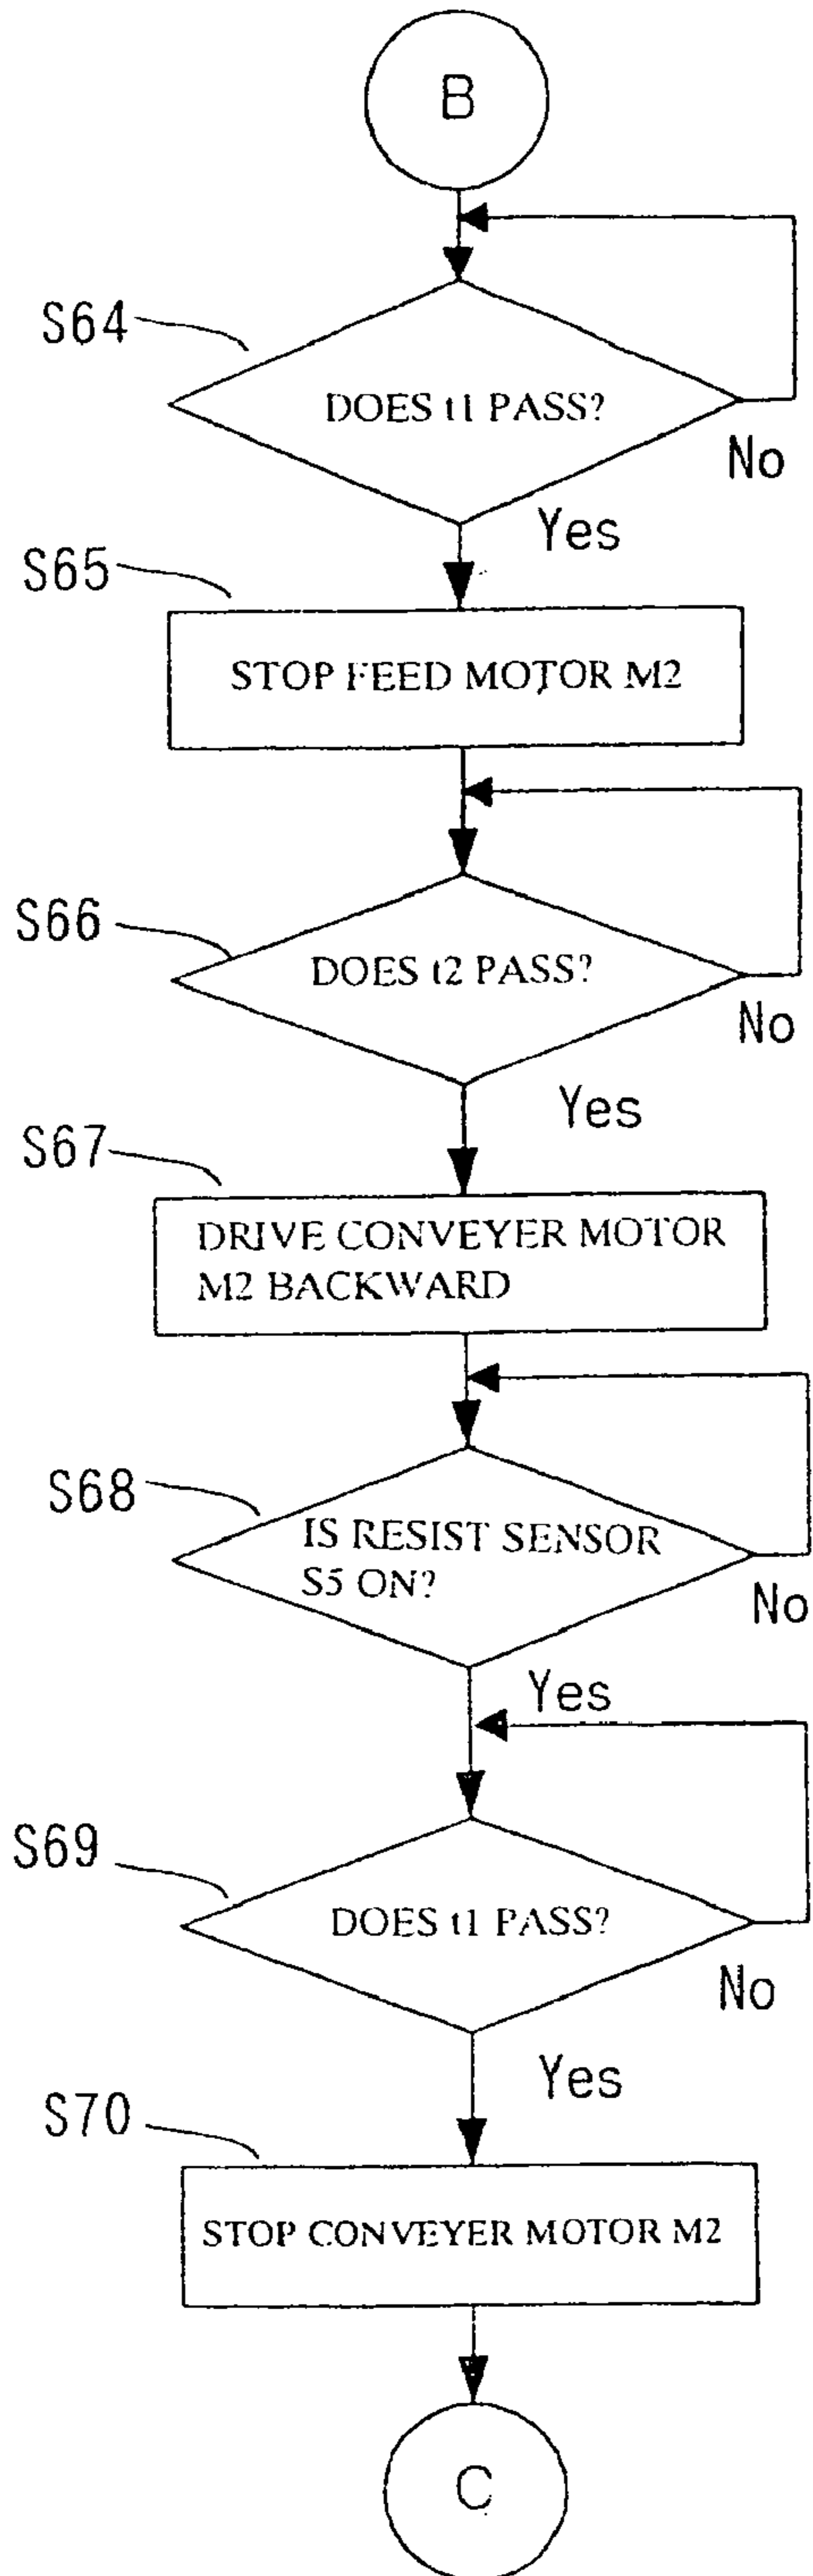 B
S64
DOES t1 PASS?
No
Yes
S65
STOP FEED MOTOR M2
S66
DOES t2 PASS?
No
Yes
S67
DRIVE CONVEYER MOTOR
M2 BACKWARD
S68
IS RESIST SENSOR
S5 ON?
No
Yes
S69
DOES t1 PASS?
No
Yes
S70
STOP CONVEYER MOTOR M2
C